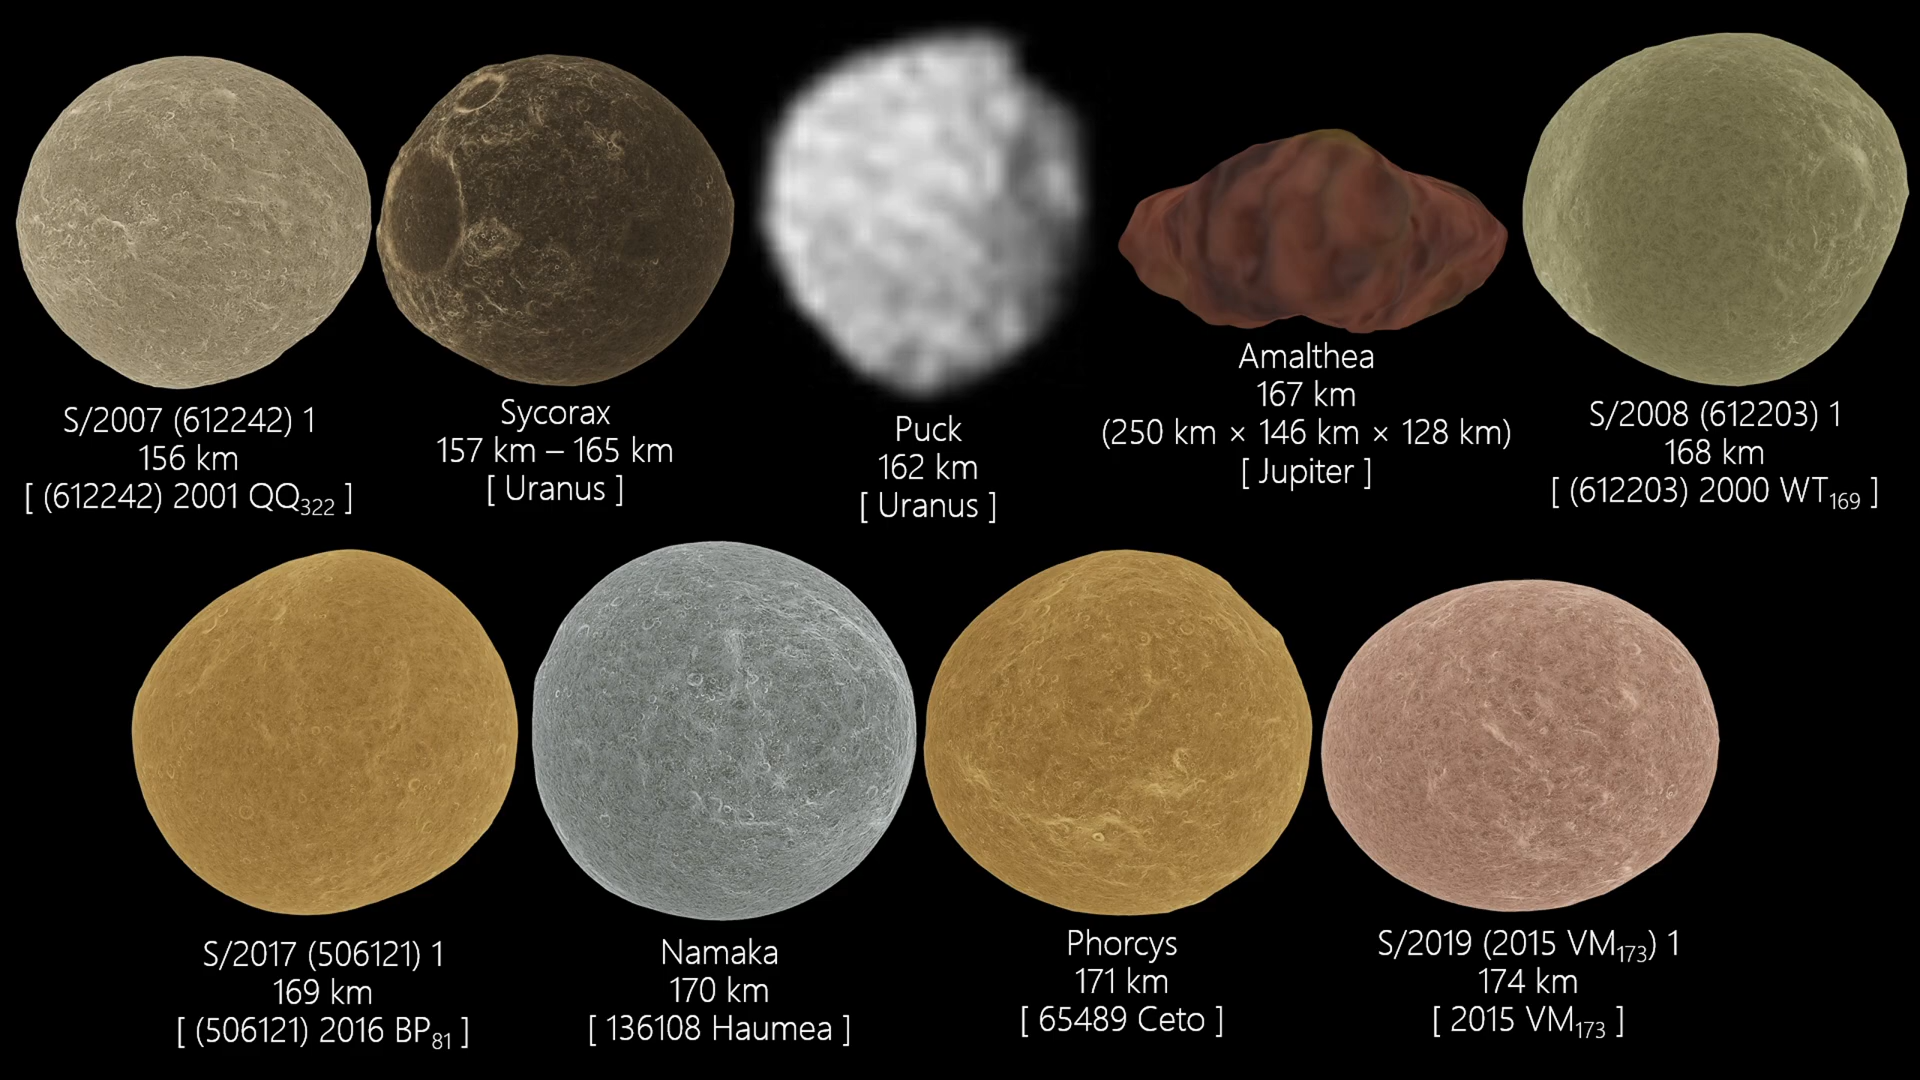 S/2007 (612242) 1
156 km
[ (612242) 2001 QQ₃₂₂ ]
Sycorax
157 km – 165 km
[ Uranus ]
Puck
162 km
[ Uranus ]
Amalthea
167 km
(250 km × 146 km × 128 km)
[ Jupiter ]
S/2008 (612203) 1
168 km
[ (612203) 2000 WT₁₆₉ ]
S/2017 (506121) 1
169 km
[ (506121) 2016 BP₈₁ ]
Namaka
170 km
[ 136108 Haumea ]
Phorcys
171 km
[ 65489 Ceto ]
S/2019 (2015 VM₁₇₃) 1
174 km
[ 2015 VM₁₇₃ ]